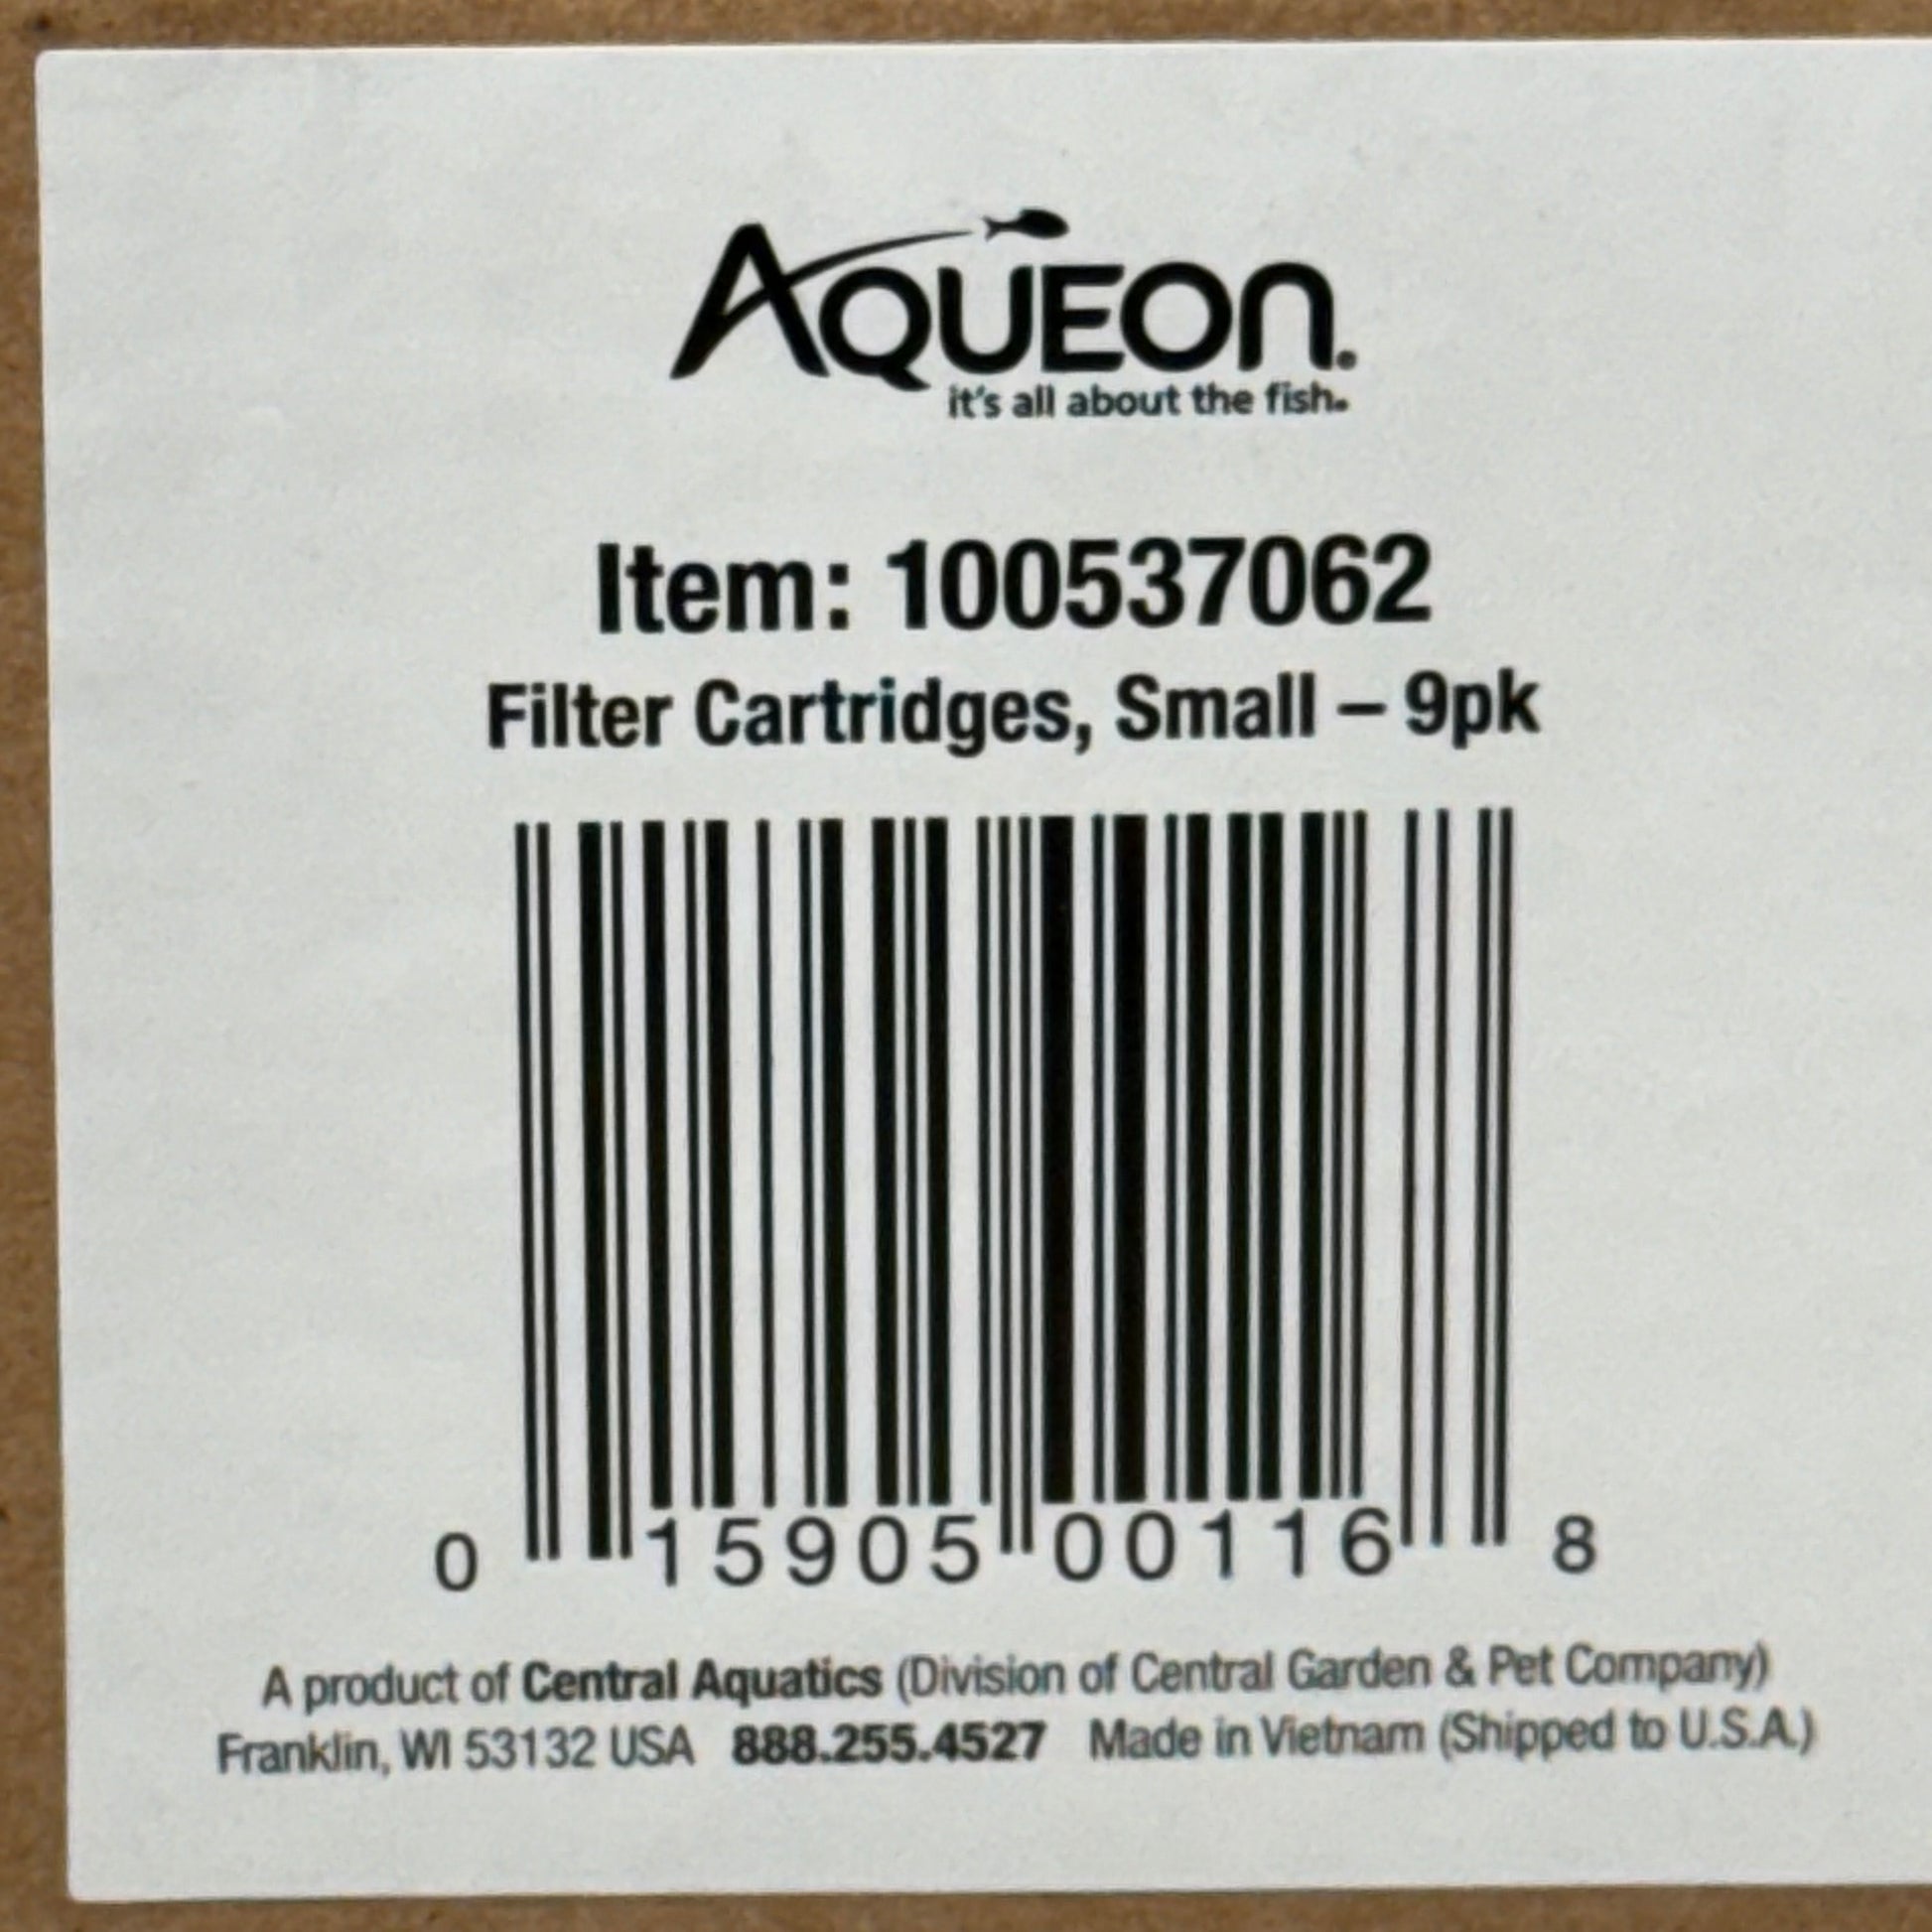 AQUEON®
it's all about the fish.
Item: 100537062
Filter Cartridges, Small – 9pk
0 15905 00116 8
A product of Central Aquatics (Division of Central Garden & Pet Company)
Franklin, WI 53132 USA 888.255.4527 Made in Vietnam (Shipped to U.S.A.)